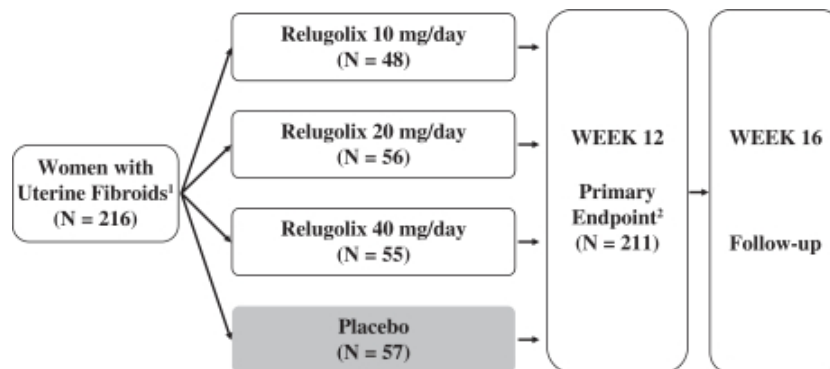 Women with
Uterine Fibroids¹
(N = 216)
Relugolix 10 mg/day
(N = 48)
Relugolix 20 mg/day
(N = 56)
Relugolix 40 mg/day
(N = 55)
Placebo
(N = 57)
WEEK 12
Primary
Endpoint²
(N = 211)
WEEK 16
Follow-up